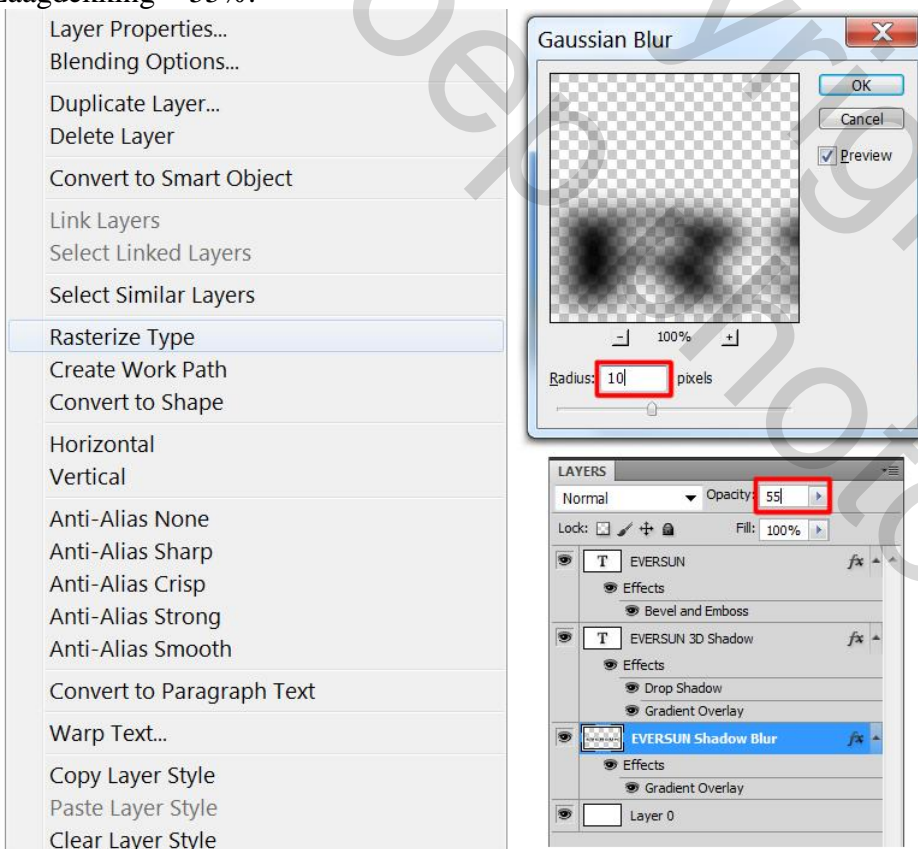 Laagdekking = 55%.
Layer Properties...
Blending Options...
Duplicate Layer...
Delete Layer
Convert to Smart Object
Link Layers
Select Linked Layers
Select Similar Layers
Rasterize Type
Create Work Path
Convert to Shape
Horizontal
Vertical
Anti-Alias None
Anti-Alias Sharp
Anti-Alias Crisp
Anti-Alias Strong
Anti-Alias Smooth
Convert to Paragraph Text
Warp Text...
Copy Layer Style
Paste Layer Style
Clear Layer Style
Gaussian Blur
OK
Cancel
Preview
100%
Radius: 10 pixels
LAYERS
Normal Opacity: 55
Lock: Fill: 100%
T EVERSUN fx
Effects
Bevel and Emboss
T EVERSUN 3D Shadow fx
Effects
Drop Shadow
Gradient Overlay
EVERSUN Shadow Blur fx
Effects
Gradient Overlay
Layer 0